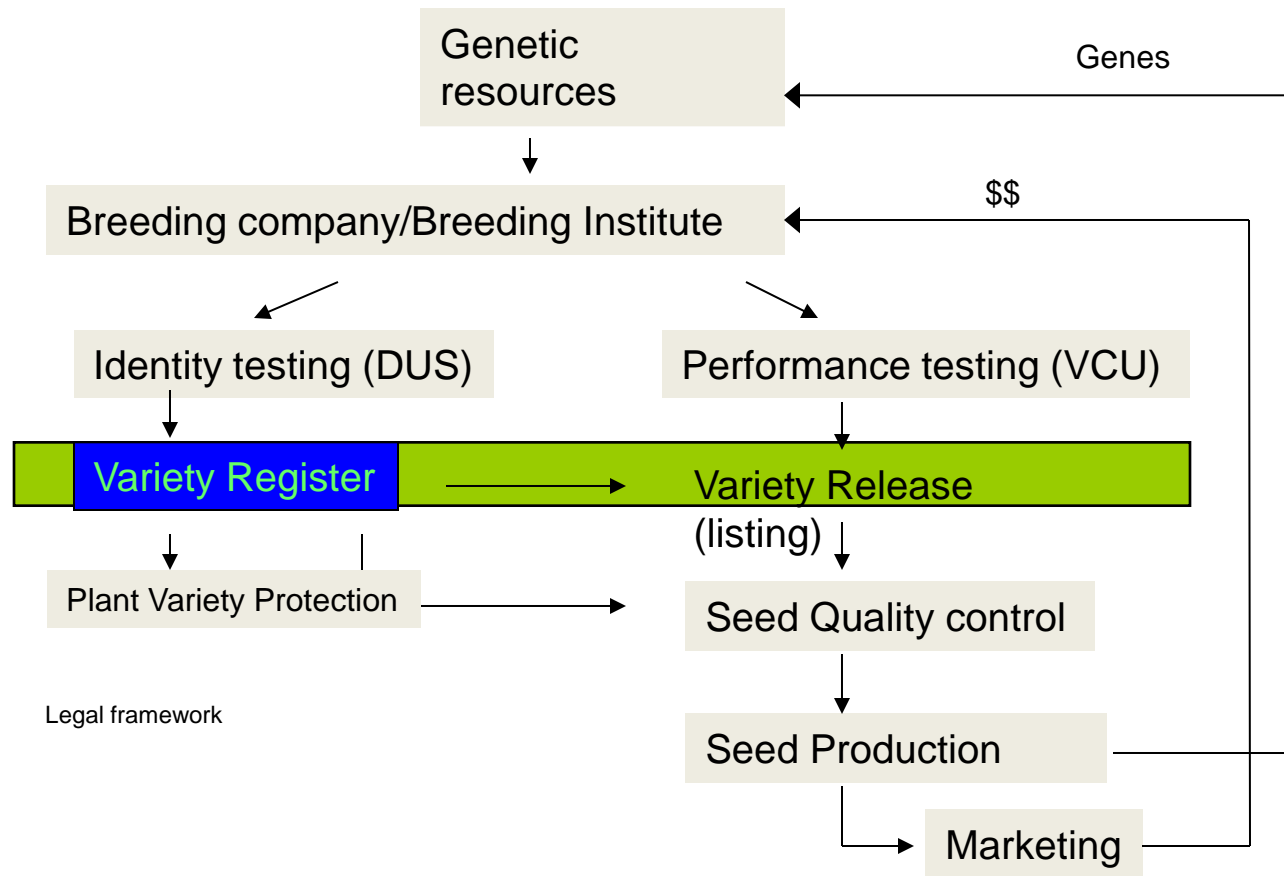 Genetic
resources
Genes
$$
Breeding company/Breeding Institute
Identity testing (DUS)
Performance testing (VCU)
Variety Register
Variety Release
(listing)
Plant Variety Protection
Seed Quality control
Legal framework
Seed Production
Marketing